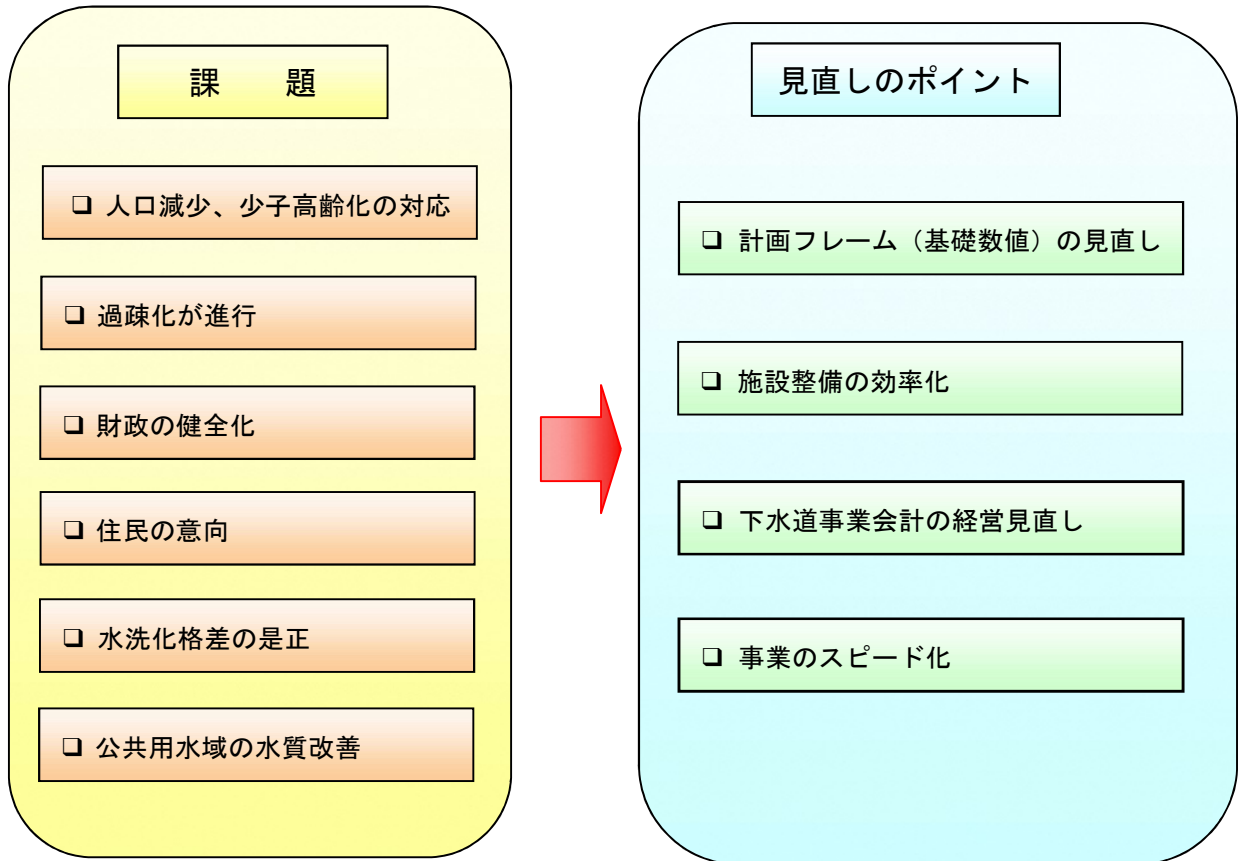 課　　題
❑ 人口減少、少子高齢化の対応
❑ 過疎化が進行
❑ 財政の健全化
❑ 住民の意向
❑ 水洗化格差の是正
❑ 公共用水域の水質改善
見直しのポイント
❑ 計画フレーム（基礎数値）の見直し
❑ 施設整備の効率化
❑ 下水道事業会計の経営見直し
❑ 事業のスピード化